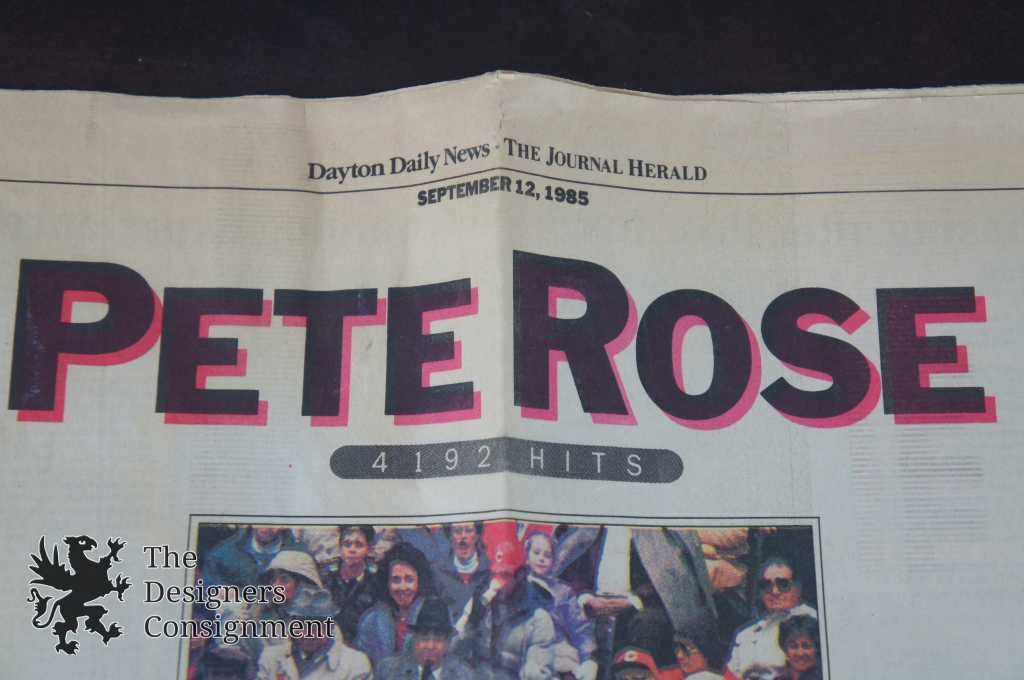 Dayton Daily News · THE JOURNAL HERALD
SEPTEMBER 12, 1985
PETE ROSE
4192 HITS
The
Designers
Consignment